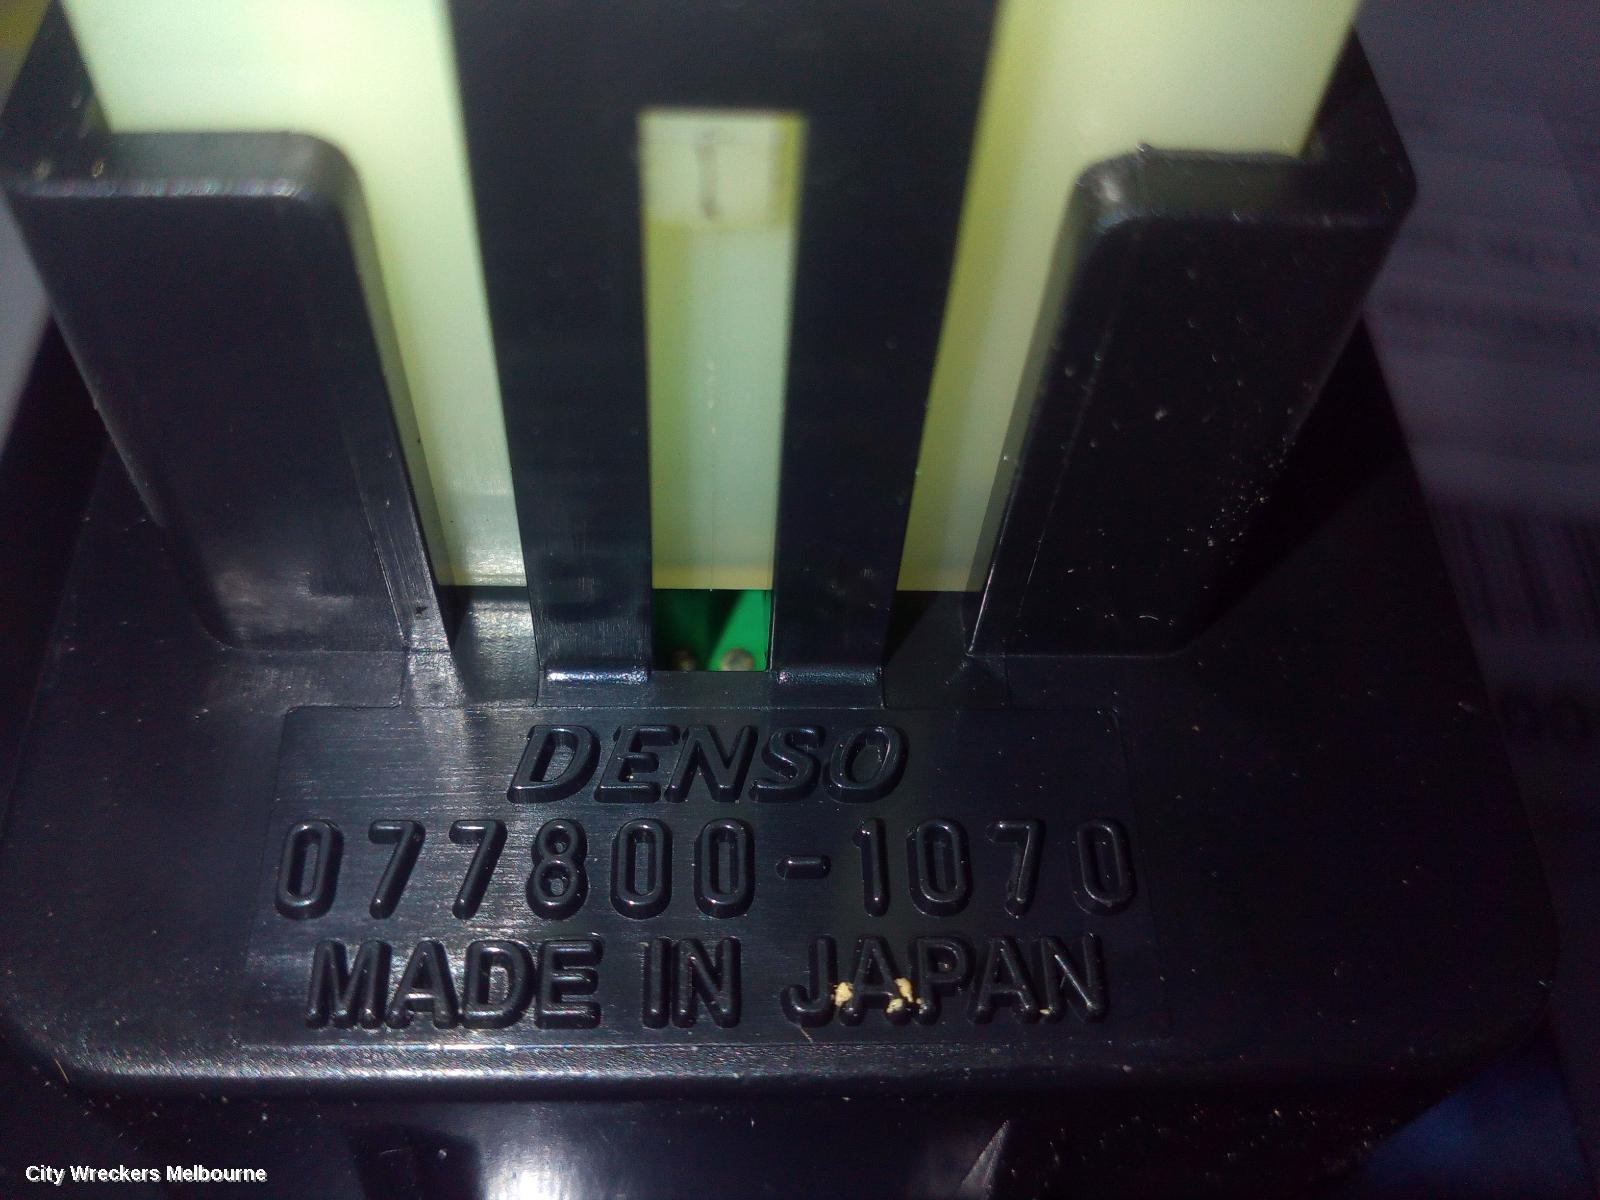 DENSO
077800-1070
MADE IN JAPAN
City Wreckers Melbourne